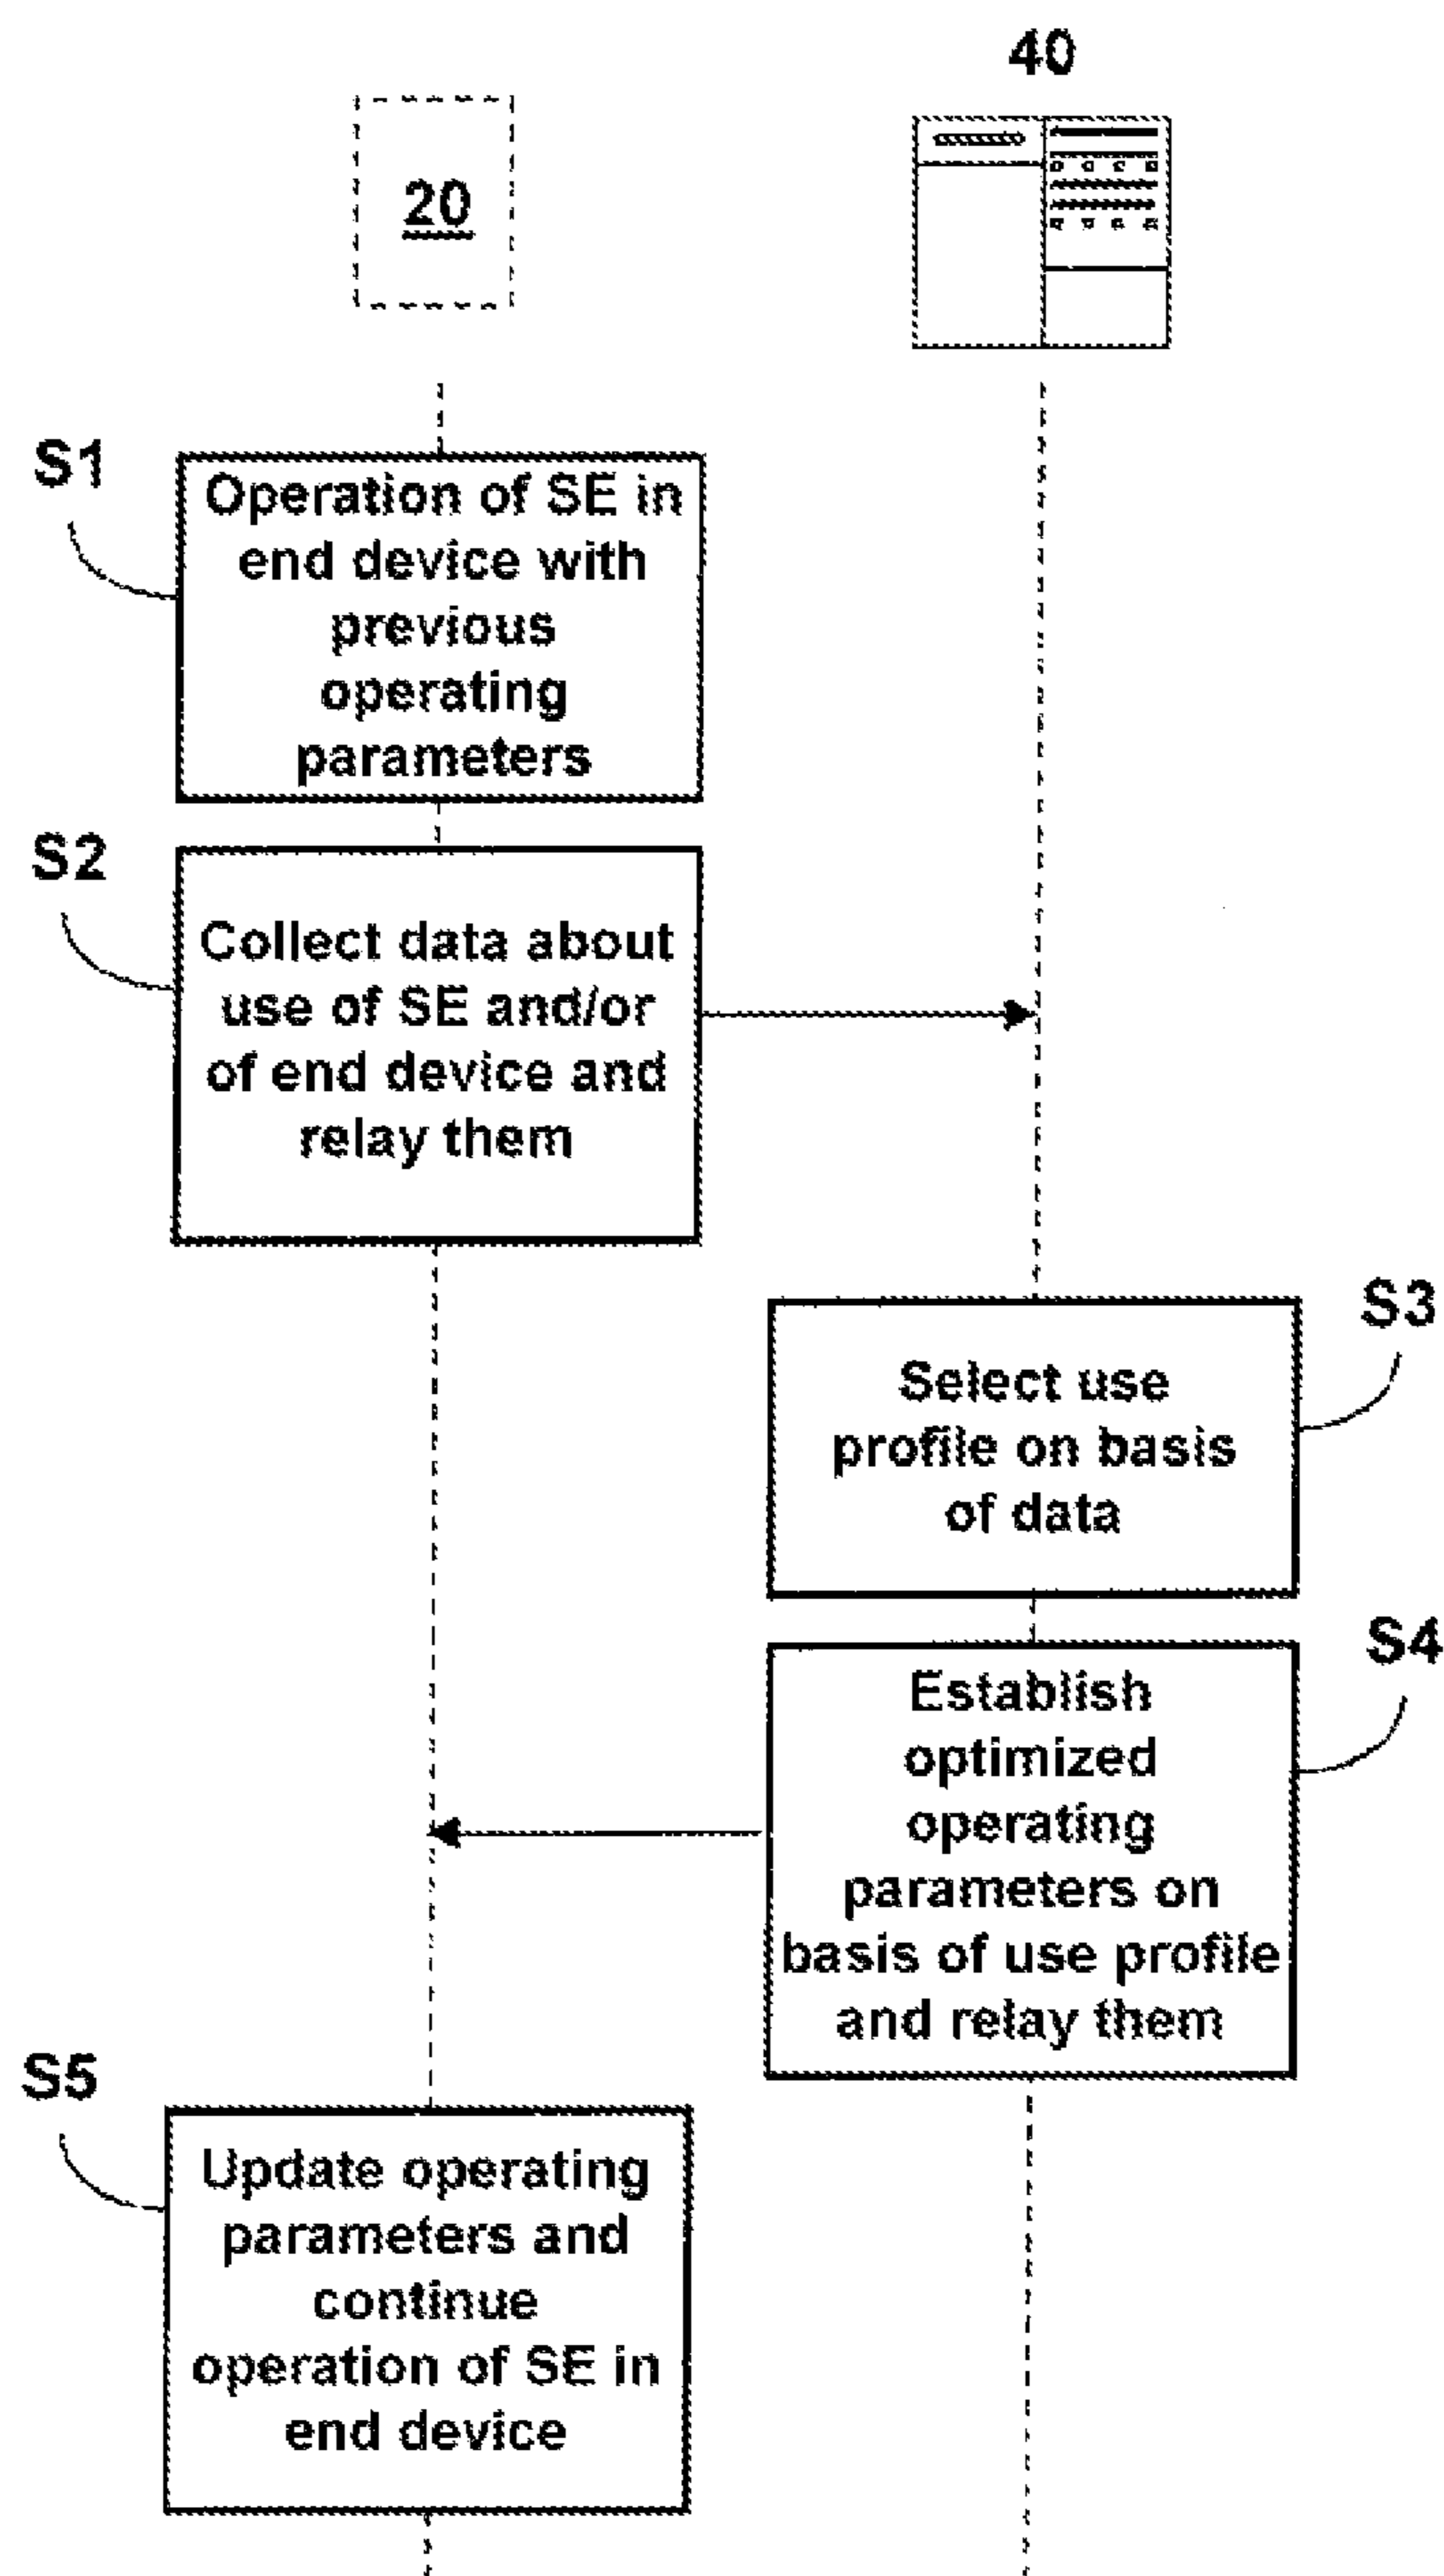 40
20
S1
Operation of SE in
end device with
previous
operating
parameters
S2
Collect data about
use of SE and/or
of end device and
relay them
S3
Select use
profile on basis
of data
S4
Establish
optimized
operating
parameters on
basis of use profile
and relay them
S5
Update operating
parameters and
continue
operation of SE in
end device